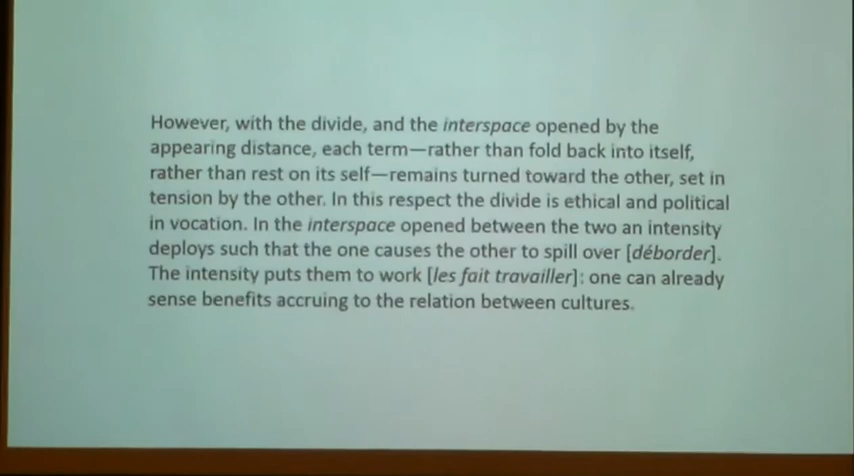 However, with the divide, and the interspace opened by the
appearing distance, each term—rather than fold back into itself,
rather than rest on its self—remains turned toward the other, set in
tension by the other. In this respect the divide is ethical and political
in vocation. In the interspace opened between the two an intensity
deploys such that the one causes the other to spill over [déborder].
The intensity puts them to work [les fait travailler]: one can already
sense benefits accruing to the relation between cultures.